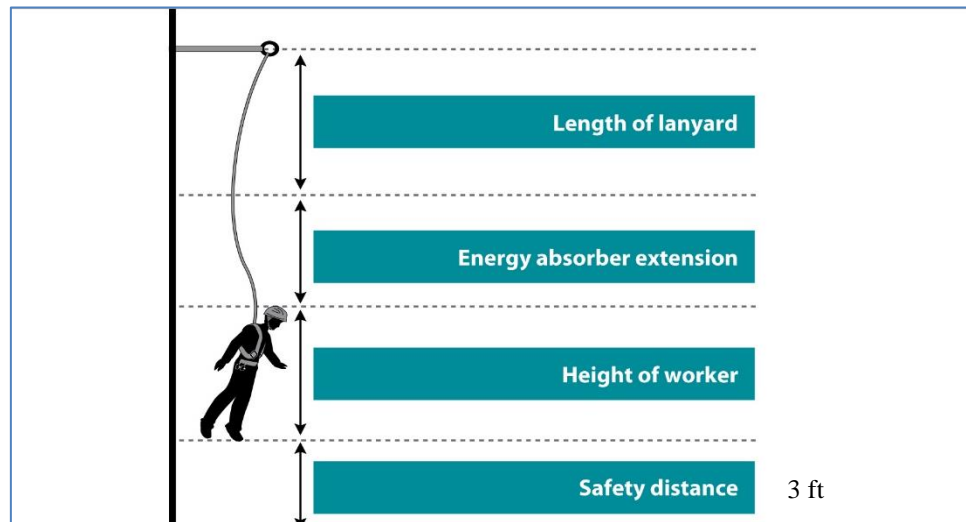 Length of lanyard
Energy absorber extension
Height of worker
Safety distance 3 ft